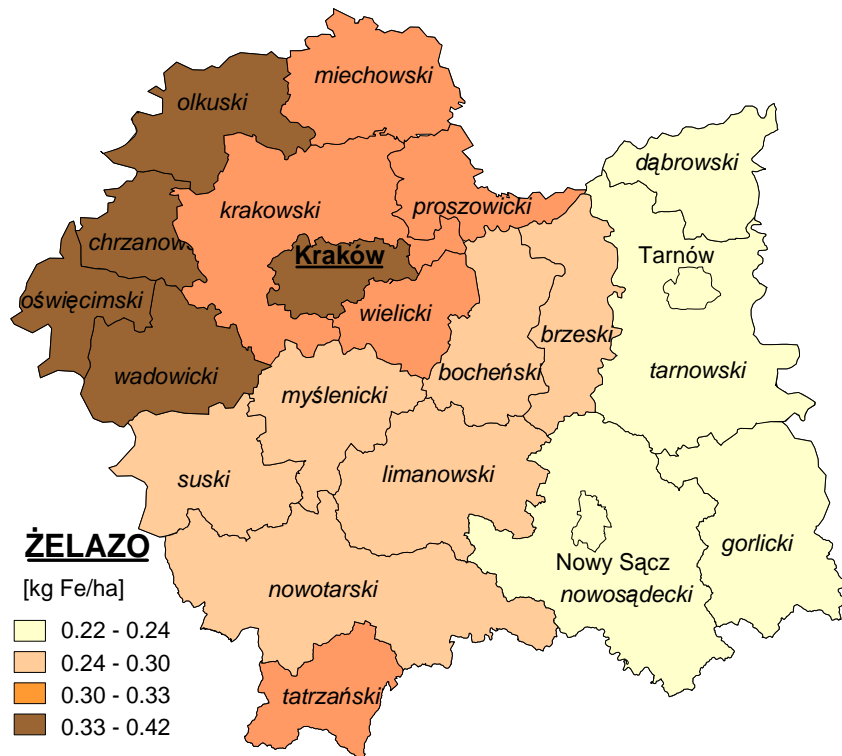 miechowski
olkuski
dąbrowski
krakowski
proszowicki
chrzanow
Kraków
Tarnów
oświęcimski
wielicki
brzeski
wadowicki
bocheński
tarnowski
myślenicki
suski
limanowski
ŻELAZO
gorlicki
Nowy Sącz
[kg Fe/ha]
nowotarski
nowosądecki
0.22 - 0.24
0.24 - 0.30
0.30 - 0.33
0.33 - 0.42
tatrzański